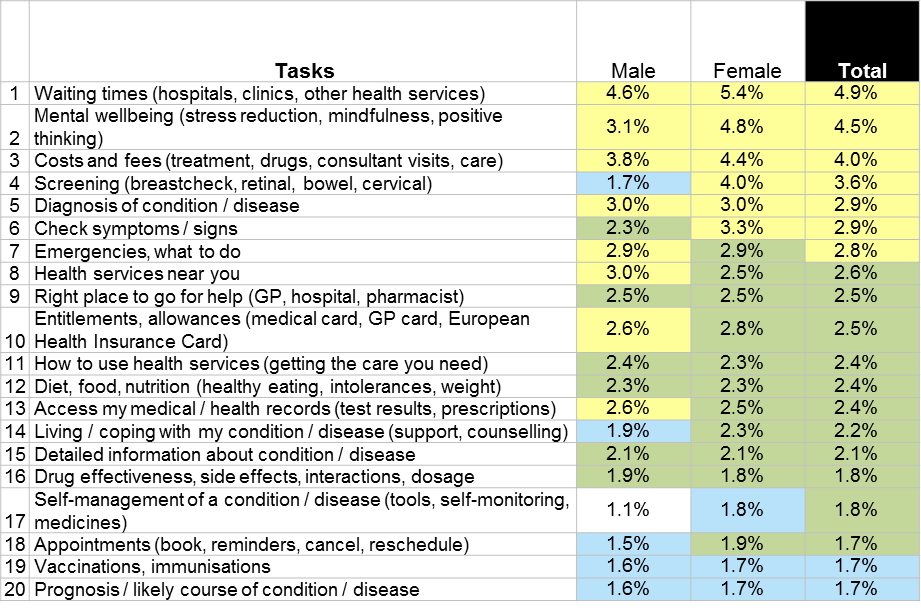 Tasks Male Female Total
1 Waiting times (hospitals, clinics, other health services) 4.6% 5.4% 4.9%
Mental wellbeing (stress reduction, mindfulness, positive
2 thinking) 3.1% 4.8% 4.5%
3 Costs and fees (treatment, drugs, consultant visits, care) 3.8% 4.4% 4.0%
4 Screening (breastcheck, retinal, bowel, cervical) 1.7% 4.0% 3.6%
5 Diagnosis of condition / disease 3.0% 3.0% 2.9%
6 Check symptoms / signs 2.3% 3.3% 2.9%
7 Emergencies, what to do 2.9% 2.9% 2.8%
8 Health services near you 3.0% 2.5% 2.6%
9 Right place to go for help (GP, hospital, pharmacist) 2.5% 2.5% 2.5%
Entitlements, allowances (medical card, GP card, European
10 Health Insurance Card) 2.6% 2.8% 2.5%
11 How to use health services (getting the care you need) 2.4% 2.3% 2.4%
12 Diet, food, nutrition (healthy eating, intolerances, weight) 2.3% 2.3% 2.4%
13 Access my medical / health records (test results, prescriptions) 2.6% 2.5% 2.4%
14 Living / coping with my condition / disease (support, counselling) 1.9% 2.3% 2.2%
15 Detailed information about condition / disease 2.1% 2.1% 2.1%
16 Drug effectiveness, side effects, interactions, dosage 1.9% 1.8% 1.8%
Self-management of a condition / disease (tools, self-monitoring,
17 medicines) 1.1% 1.8% 1.8%
18 Appointments (book, reminders, cancel, reschedule) 1.5% 1.9% 1.7%
19 Vaccinations, immunisations 1.6% 1.7% 1.7%
20 Prognosis / likely course of condition / disease 1.6% 1.7% 1.7%